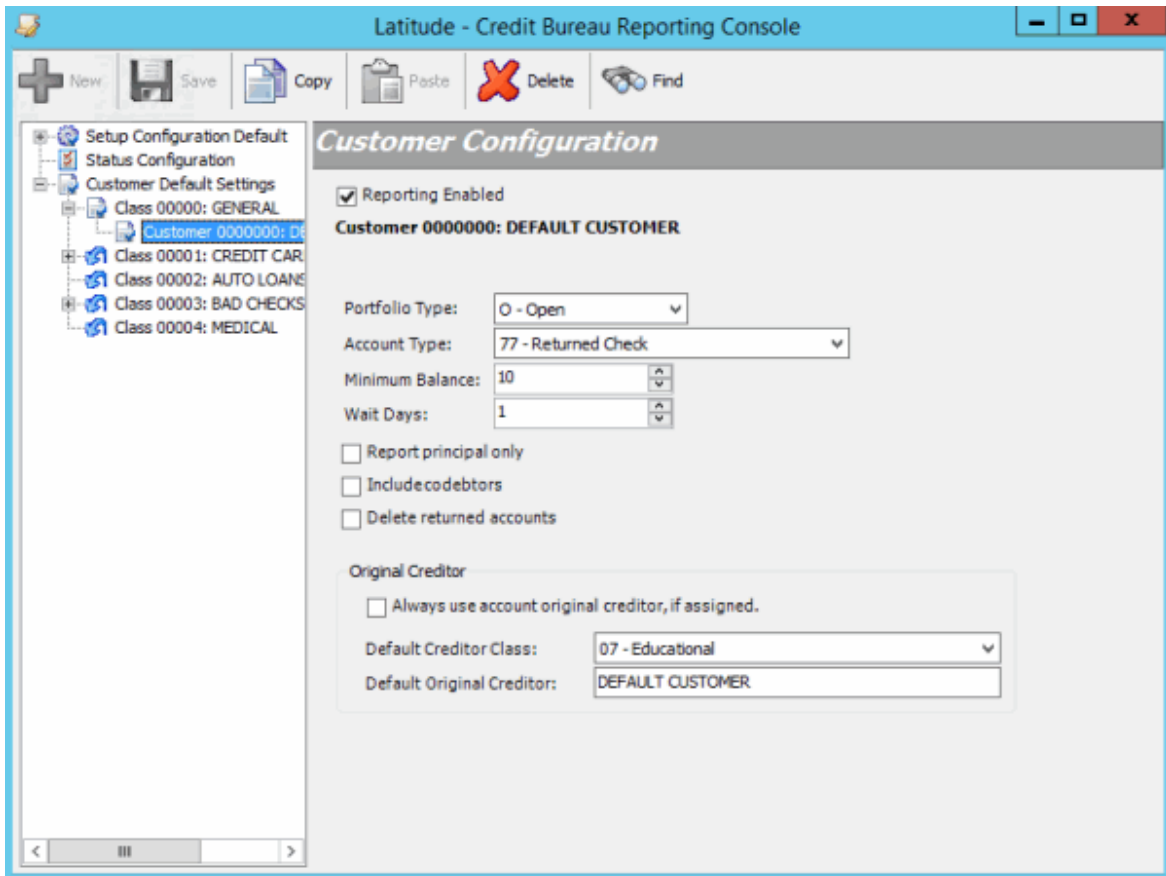 Latitude - Credit Bureau Reporting Console
New Save Copy Paste Delete Find
Setup Configuration Default
Status Configuration
Customer Default Settings
Class 00000: GENERAL
Customer 0000000: DE
Class 00001: CREDIT CAR
Class 00002: AUTO LOANS
Class 00003: BAD CHECKS
Class 00004: MEDICAL
Customer Configuration
Reporting Enabled
Customer 0000000: DEFAULT CUSTOMER
Portfolio Type: O - Open
Account Type: 77 - Returned Check
Minimum Balance: 10
Wait Days: 1
Report principal only
Include codebtors
Delete returned accounts
Original Creditor
Always use account original creditor, if assigned.
Default Creditor Class: 07 - Educational
Default Original Creditor: DEFAULT CUSTOMER